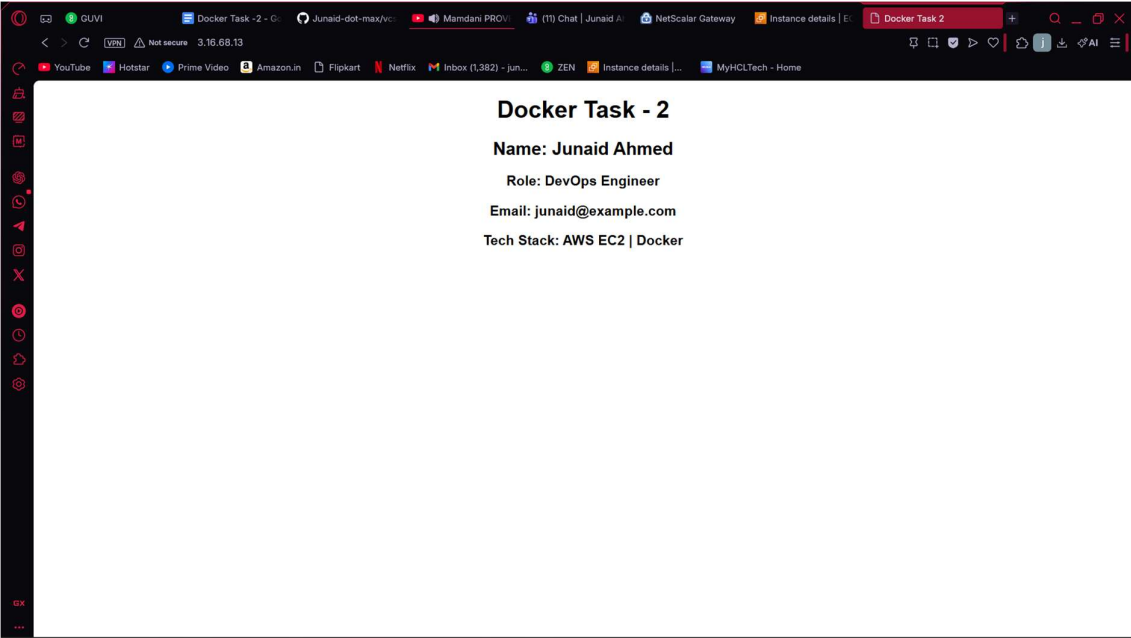 GUVI
Docker Task -2 - Go
Junaid-dot-max/vc
Mamdani PROVI
(11) Chat | Junaid A
NetScalar Gateway
Instance details | EC
Docker Task 2
VPN
Not secure
3.16.68.13
j
AI
YouTube
Hotstar
Prime Video
Amazon.in
Flipkart
Netflix
Inbox (1,382) - jun...
ZEN
Instance details |...
MyHCLTech - Home
Docker Task - 2
Name: Junaid Ahmed
Role: DevOps Engineer
Email: junaid@example.com
Tech Stack: AWS EC2 | Docker
GX